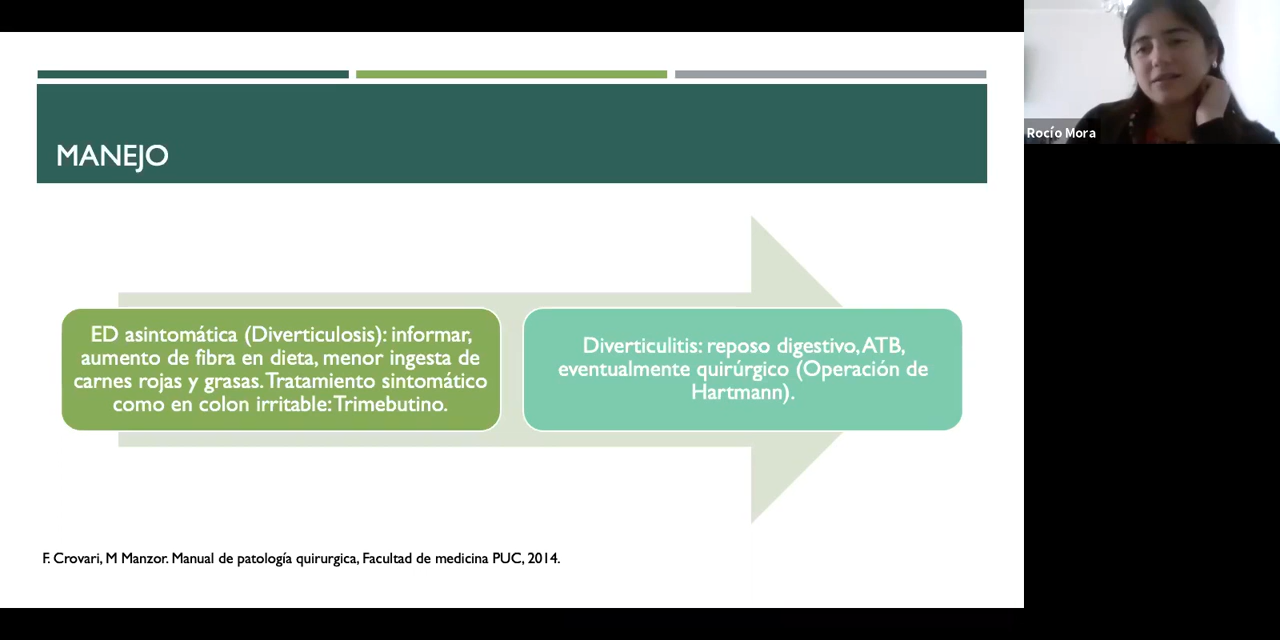 MANEJO
ED asintomática (Diverticulosis): informar,
aumento de fibra en dieta, menor ingesta de
carnes rojas y grasas. Tratamiento sintomático
como en colon irritable: Trimebutino.
Diverticulitis: reposo digestivo, ATB,
eventualmente quirúrgico (Operación de
Hartmann).
F. Crovari, M Manzor. Manual de patología quirurgica, Facultad de medicina PUC, 2014.
Rocío Mora